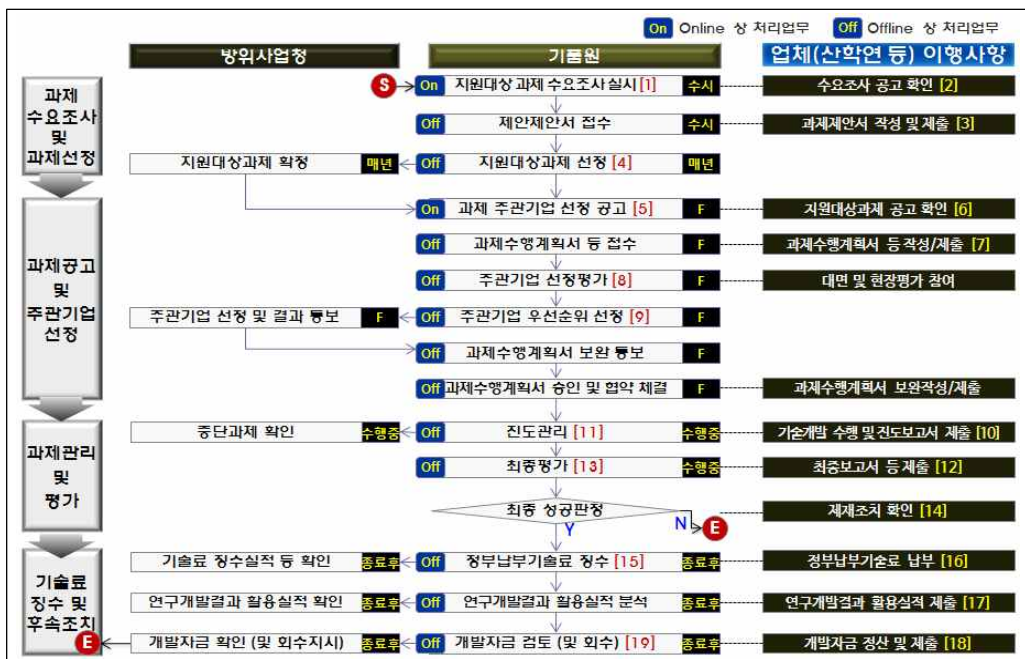 On Online 상 처리업무 Off Offline 상 처리업무
방위사업청 기품원 업체(산학연 등) 이행사항
과제
수요조사
및
과제선정
S On 지원대상 과제 수요조사 실시 [1] 수시 수요조사 공고 확인 [2]
Off 제안제안서 접수 수시 과제제안서 작성 및 제출 [3]
지원대상과제 확정 매년 Off 지원대상과제 선정 [4] 매년
과제공고
및
주관기업
선정
On 과제 주관기업 선정 공고 [5] F 지원대상과제 공고 확인 [6]
Off 과제수행계획서 등 접수 F 과제수행계획서 등 작성/제출 [7]
Off 주관기업 선정평가 [8] F 대면 및 현장평가 참여
주관기업 선정 및 결과 통보 F Off 주관기업 우선순위 선정 [9] F
Off 과제수행계획서 보완 통보 F
Off 과제수행계획서 승인 및 협약 체결 F 과제수행계획서 보완작성/제출
과제관리
및
평가
중단과제 확인 수행중 Off 진도관리 [11] 수행중 기술개발 수행 및 진도보고서 제출 [10]
Off 최종평가 [13] 수행중 최종보고서 등 제출 [12]
최종 성공판정 N E 제재조치 확인 [14]
Y
기술료
징수 및
후속조치
기술료 징수실적 등 확인 종료후 Off 정부납부기술료 징수 [15] 종료후 정부납부기술료 납부 [16]
연구개발결과 활용실적 확인 종료후 Off 연구개발결과 활용실적 분석 종료후 연구개발결과 활용실적 제출 [17]
E 개발자금 확인 (및 회수지시) 종료후 Off 개발자금 검토 (및 회수) [19] 종료후 개발자금 정산 및 제출 [18]